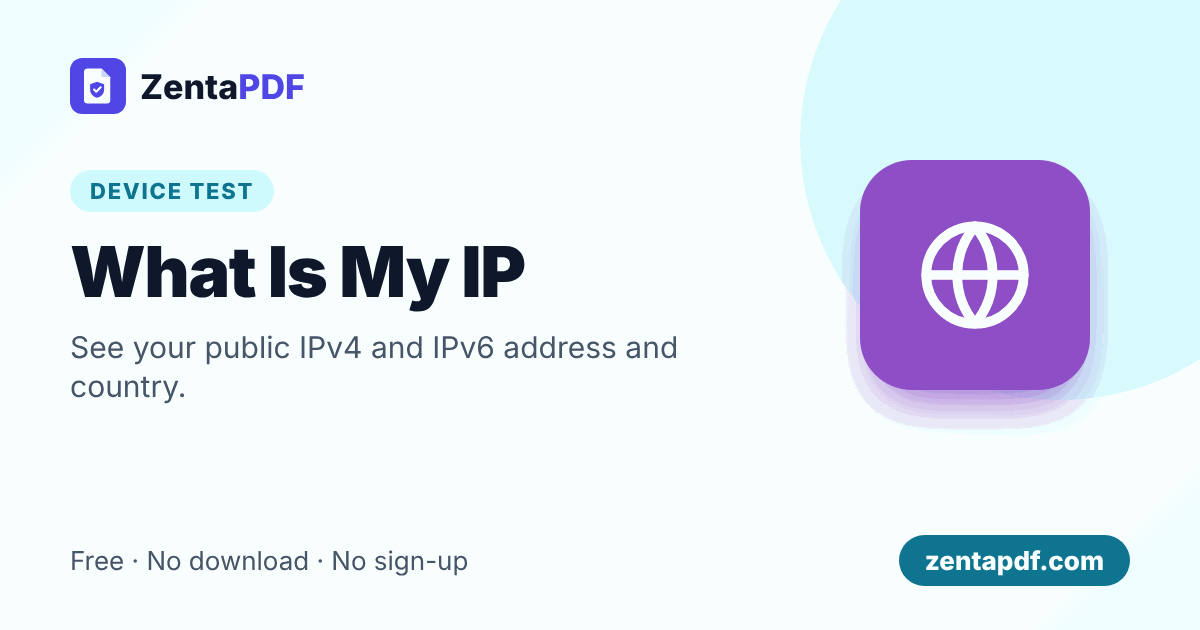 ZentaPDF
DEVICE TEST
What Is My IP
See your public IPv4 and IPv6 address and
country.
Free · No download · No sign-up
zentapdf.com